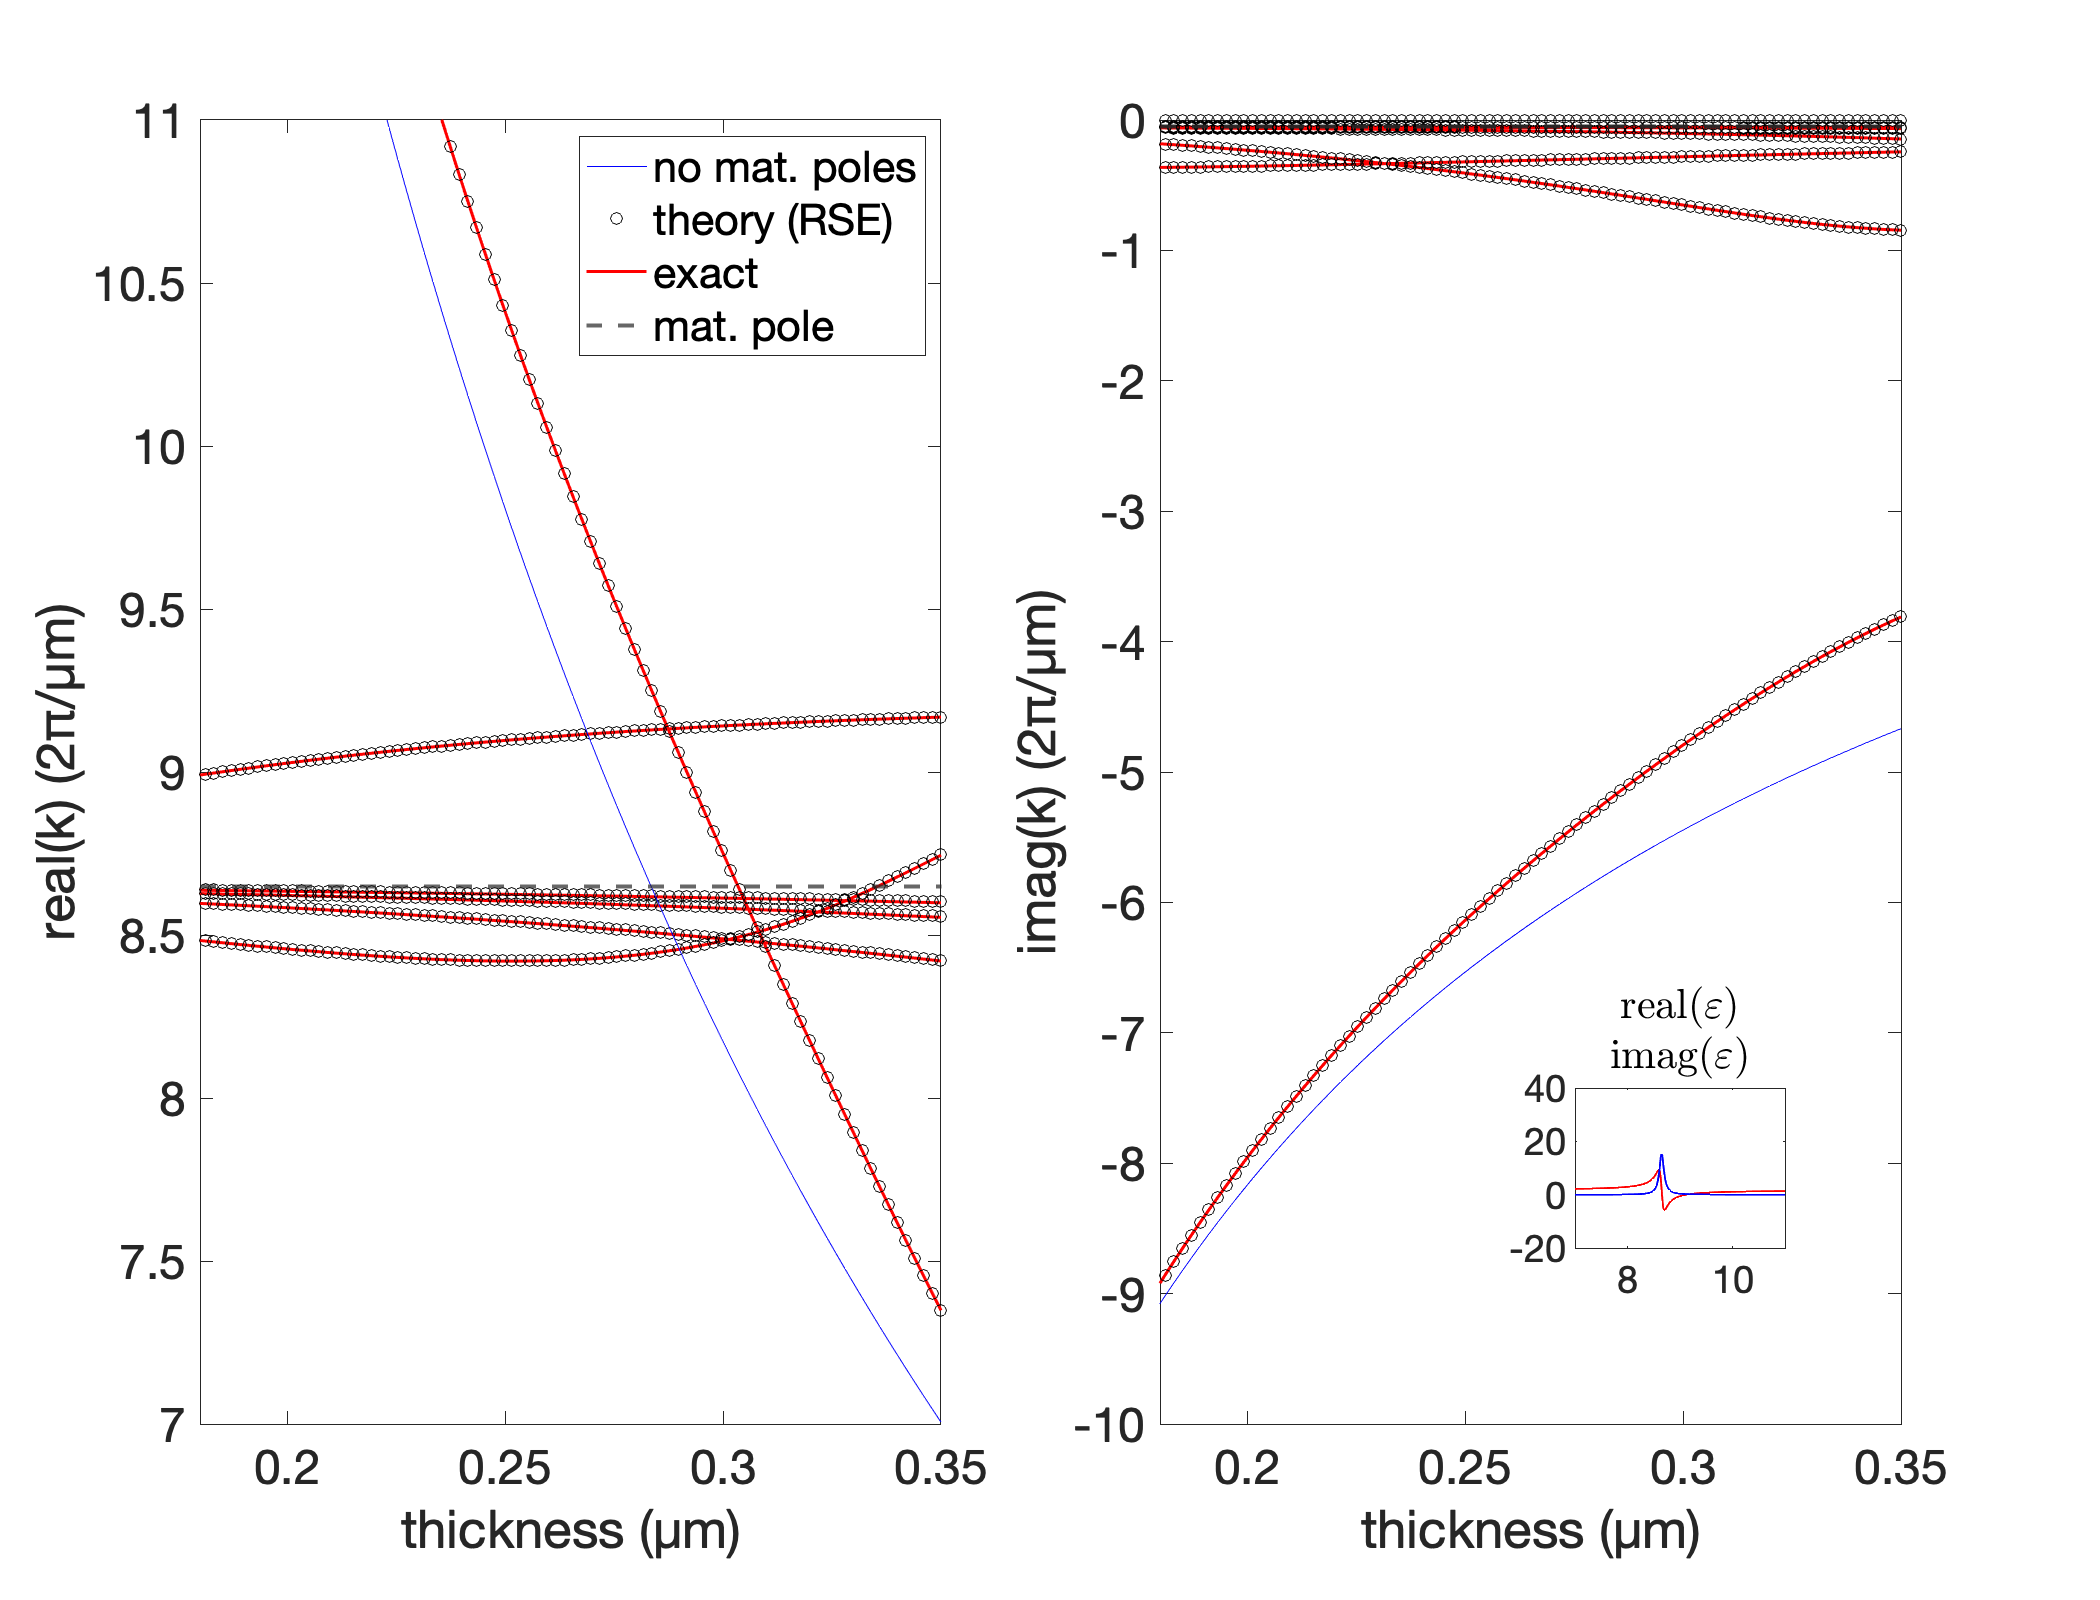 11
10.5
10
9.5
9
8.5
8
7.5
7
real(k) (2π/μm)
0.2 0.25 0.3 0.35
thickness (μm)
no mat. poles
theory (RSE)
exact
mat. pole
0
-1
-2
-3
-4
-5
-6
-7
-8
-9
-10
imag(k) (2π/μm)
0.2 0.25 0.3 0.35
thickness (μm)
real(ε)
imag(ε)
40
20
0
-20
8 10